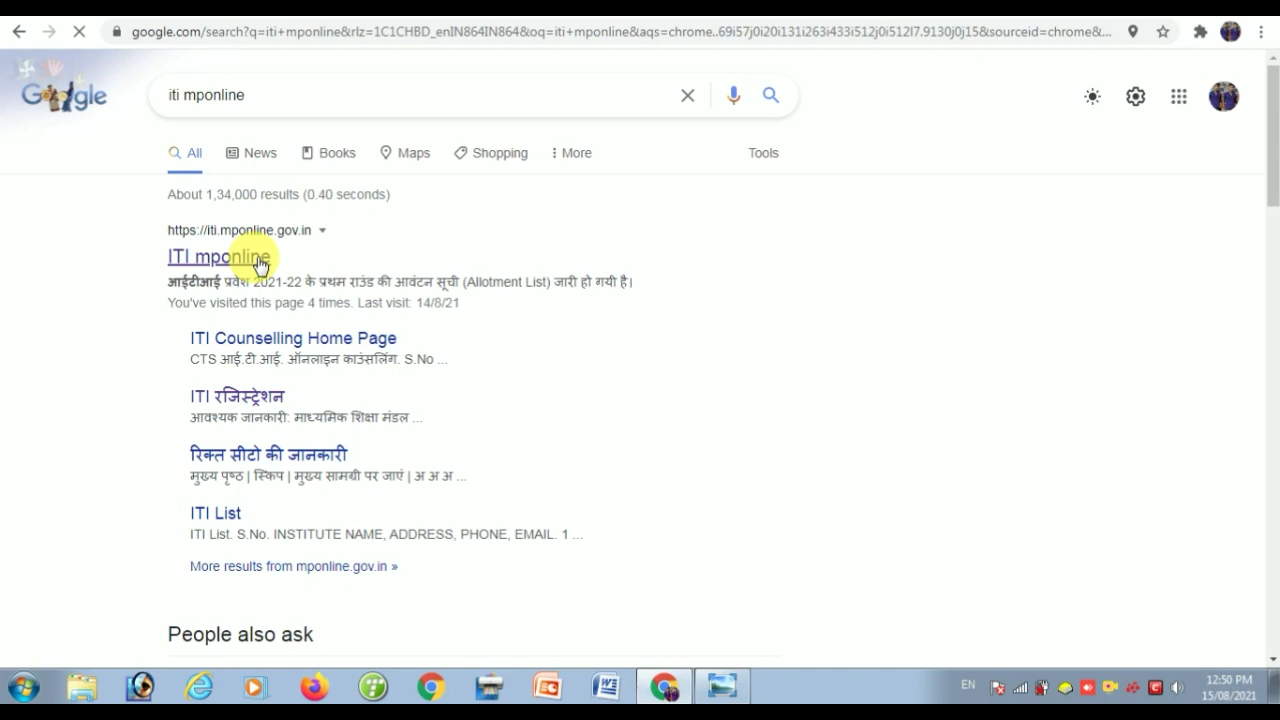 google.com/search?q=iti+mponline&rlz=1C1CHBD_enIN864IN864&oq=iti+mponline&aqs=chrome..69i57j0i20i131i263i433i512j0i512l7.9130j0j15&sourceid=chrome&...
Google
iti mponline
All News Books Maps Shopping More Tools
About 1,34,000 results (0.40 seconds)
https://iti.mponline.gov.in
ITI mponline
आईटीआई प्रवेश 2021-22 के प्रथम राउंड की आवंटन सूची (Allotment List) जारी हो गयी है।
You've visited this page 4 times. Last visit: 14/8/21
ITI Counselling Home Page
CTS आई.टी.आई. ऑनलाइन काउंसलिंग. S.No ...
ITI रजिस्ट्रेशन
आवश्यक जानकारी: माध्यमिक शिक्षा मंडल ...
रिक्त सीटो की जानकारी
मुख्य पृष्ठ | स्किप | मुख्य सामग्री पर जाएं | अ अ अ ...
ITI List
ITI List. S.No. INSTITUTE NAME, ADDRESS, PHONE, EMAIL. 1 ...
More results from mponline.gov.in »
People also ask
EN
12:50 PM
15/08/2021